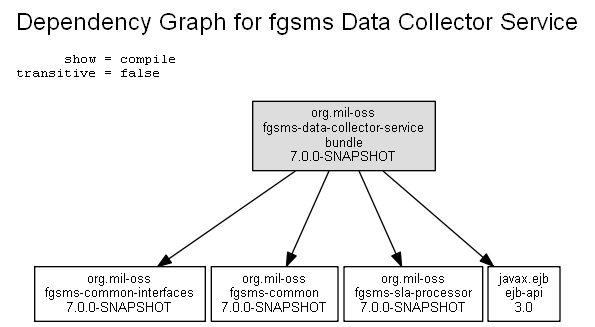 Dependency Graph for fgsms Data Collector Service
show = compile
transitive = false
org.mil-oss
fgsms-data-collector-service
bundle
7.0.0-SNAPSHOT
org.mil-oss
fgsms-common-interfaces
7.0.0-SNAPSHOT
org.mil-oss
fgsms-common
7.0.0-SNAPSHOT
org.mil-oss
fgsms-sla-processor
7.0.0-SNAPSHOT
javax.ejb
ejb-api
3.0